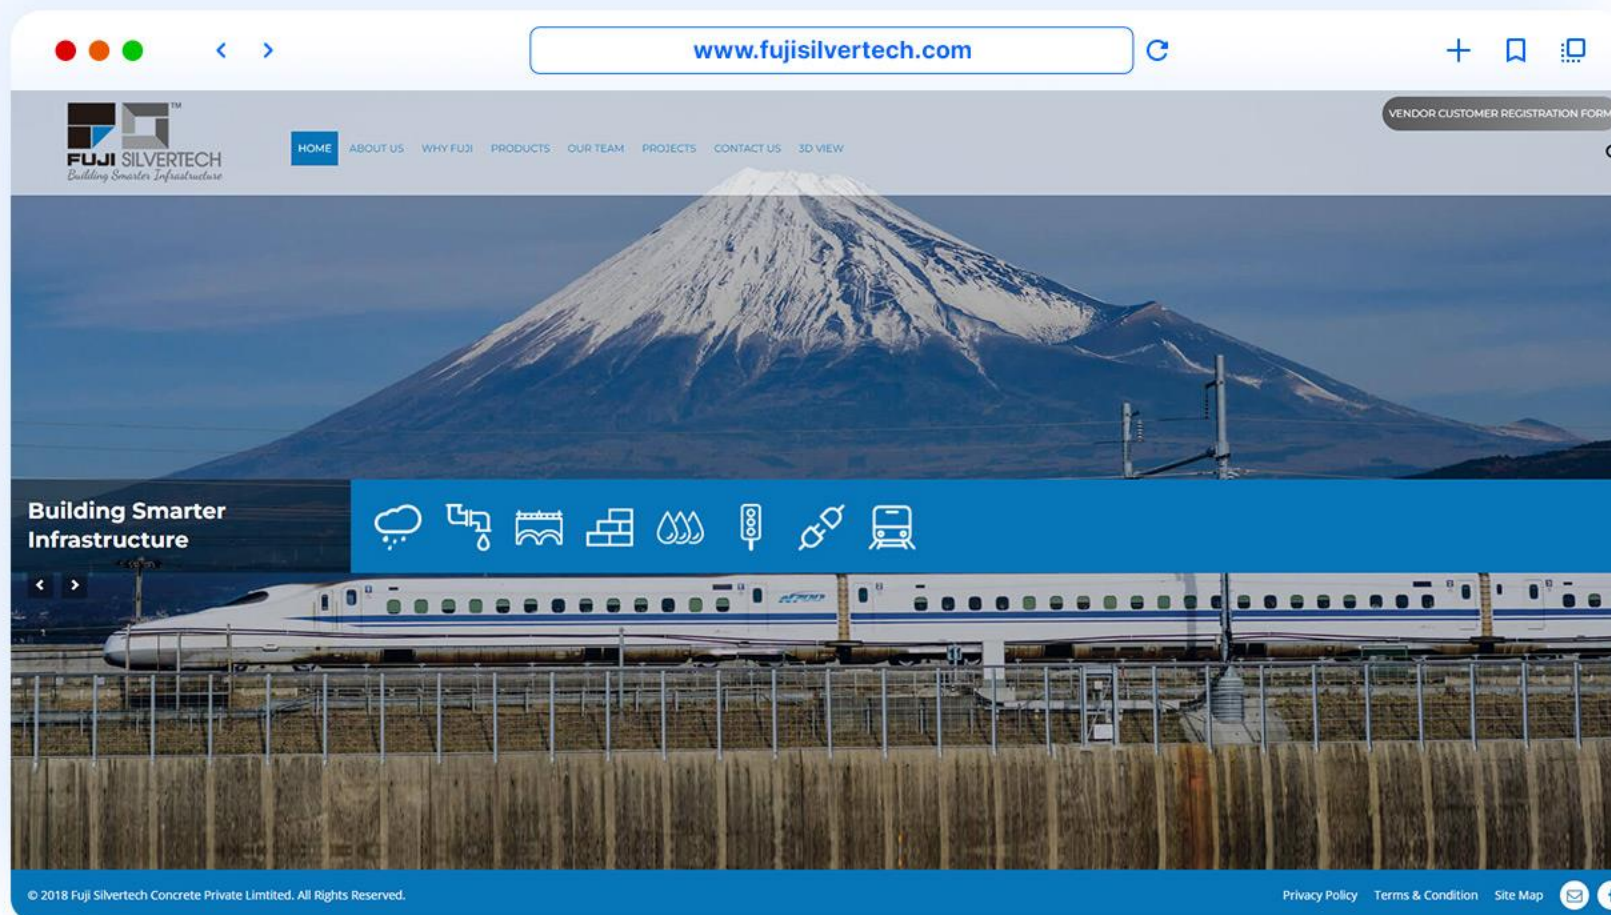 www.fujisilvertech.com
VENDOR CUSTOMER REGISTRATION FORM
TM
FUJI SILVERTECH
Building Smarter Infrastructure
HOME ABOUT US WHY FUJI PRODUCTS OUR TEAM PROJECTS CONTACT US 3D VIEW
Building Smarter
Infrastructure
© 2018 Fuji Silvertech Concrete Private Limtited. All Rights Reserved.
Privacy Policy Terms & Condition Site Map